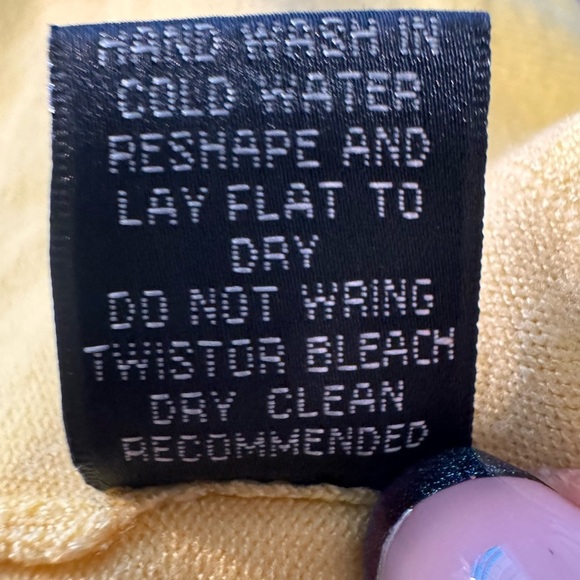 HAND WASH IN
COLD WATER
RESHAPE AND
LAY FLAT TO
DRY
DO NOT WRING
TWISTOR BLEACH
DRY CLEAN
RECOMMENDED